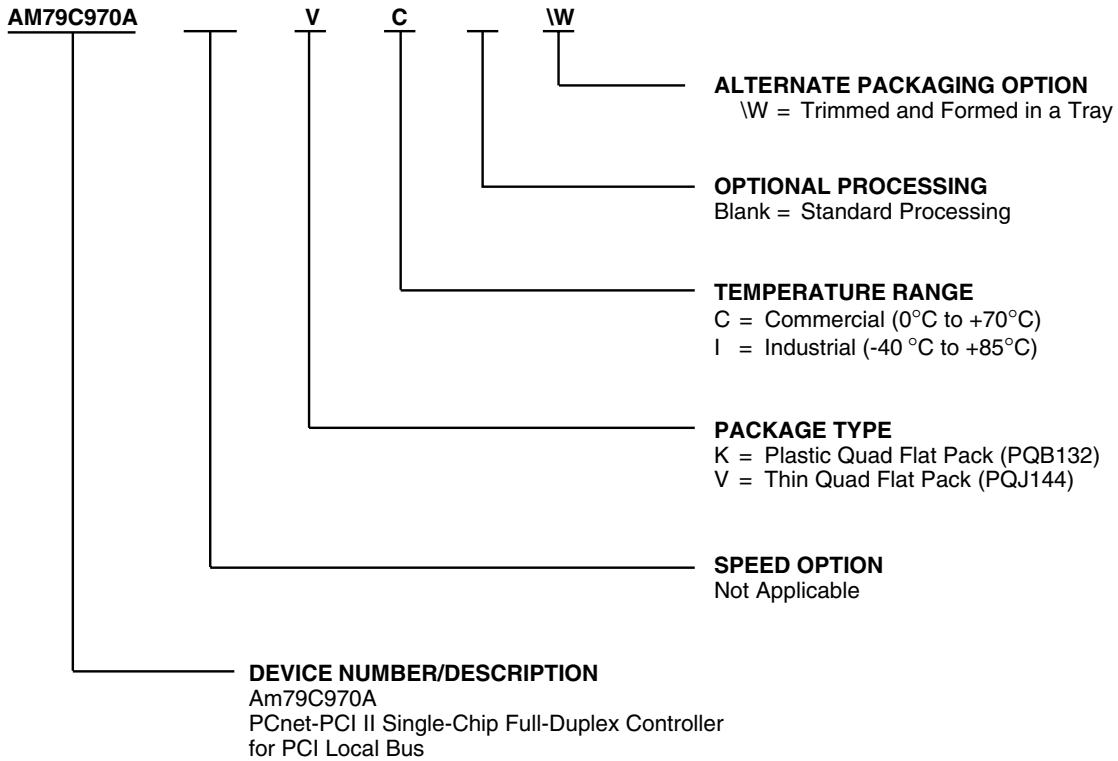 AM79C970A V C \W
ALTERNATE PACKAGING OPTION
\W = Trimmed and Formed in a Tray
OPTIONAL PROCESSING
Blank = Standard Processing
TEMPERATURE RANGE
C = Commercial (0°C to +70°C)
I = Industrial (-40 °C to +85°C)
PACKAGE TYPE
K = Plastic Quad Flat Pack (PQB132)
V = Thin Quad Flat Pack (PQJ144)
SPEED OPTION
Not Applicable
DEVICE NUMBER/DESCRIPTION
Am79C970A
PCnet-PCI II Single-Chip Full-Duplex Controller
for PCI Local Bus